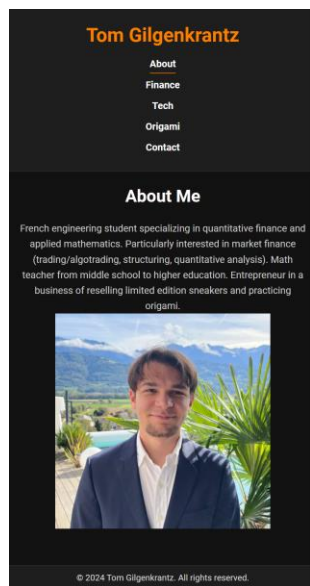 Tom Gilgenkrantz
About
Finance
Tech
Origami
Contact
About Me
French engineering student specializing in quantitative finance and
applied mathematics. Particularly interested in market finance
(trading/algotrading, structuring, quantitative analysis). Math
teacher from middle school to higher education. Entrepreneur in a
business of reselling limited edition sneakers and practicing
origami.
© 2024 Tom Gilgenkrantz. All rights reserved.